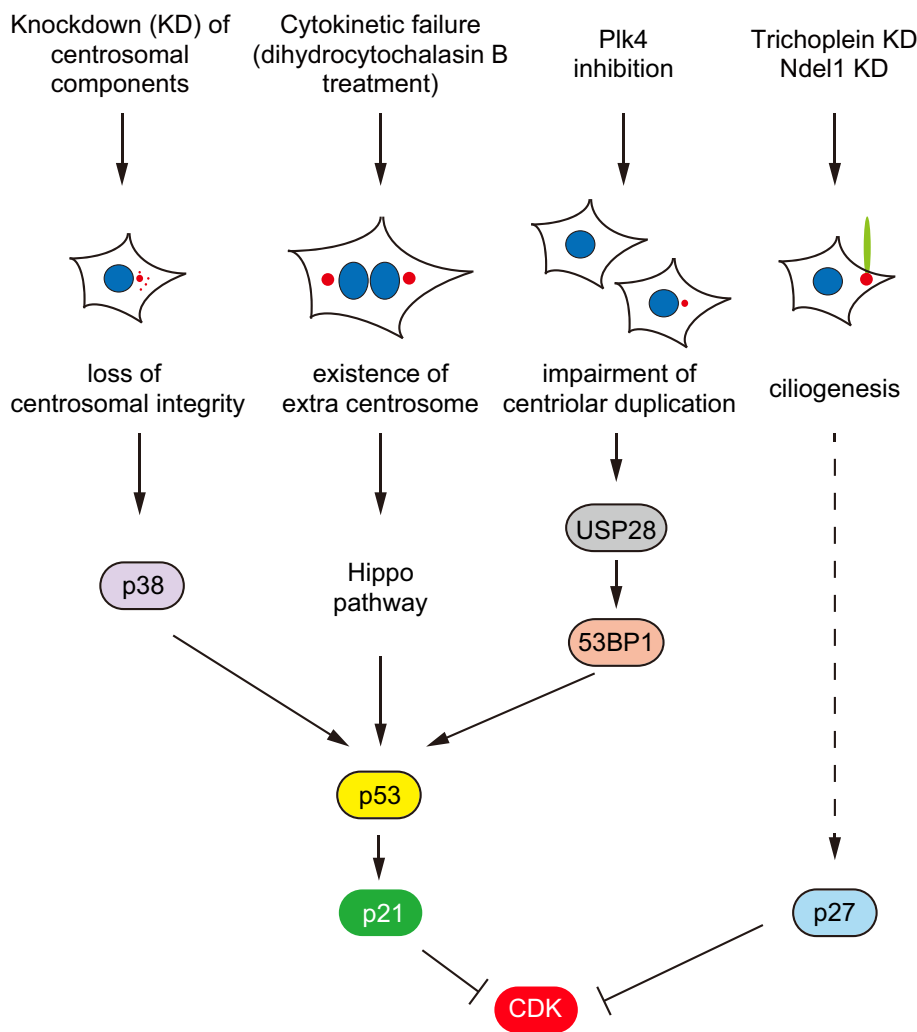 Knockdown (KD) of
centrosomal
components
Cytokinetic failure
(dihydrocytochalasin B
treatment)
Plk4
inhibition
Trichoplein KD
Ndel1 KD
loss of
centrosomal integrity
existence of
extra centrosome
impairment of
centriolar duplication
ciliogenesis
USP28
p38
Hippo
pathway
53BP1
p53
p21
p27
CDK